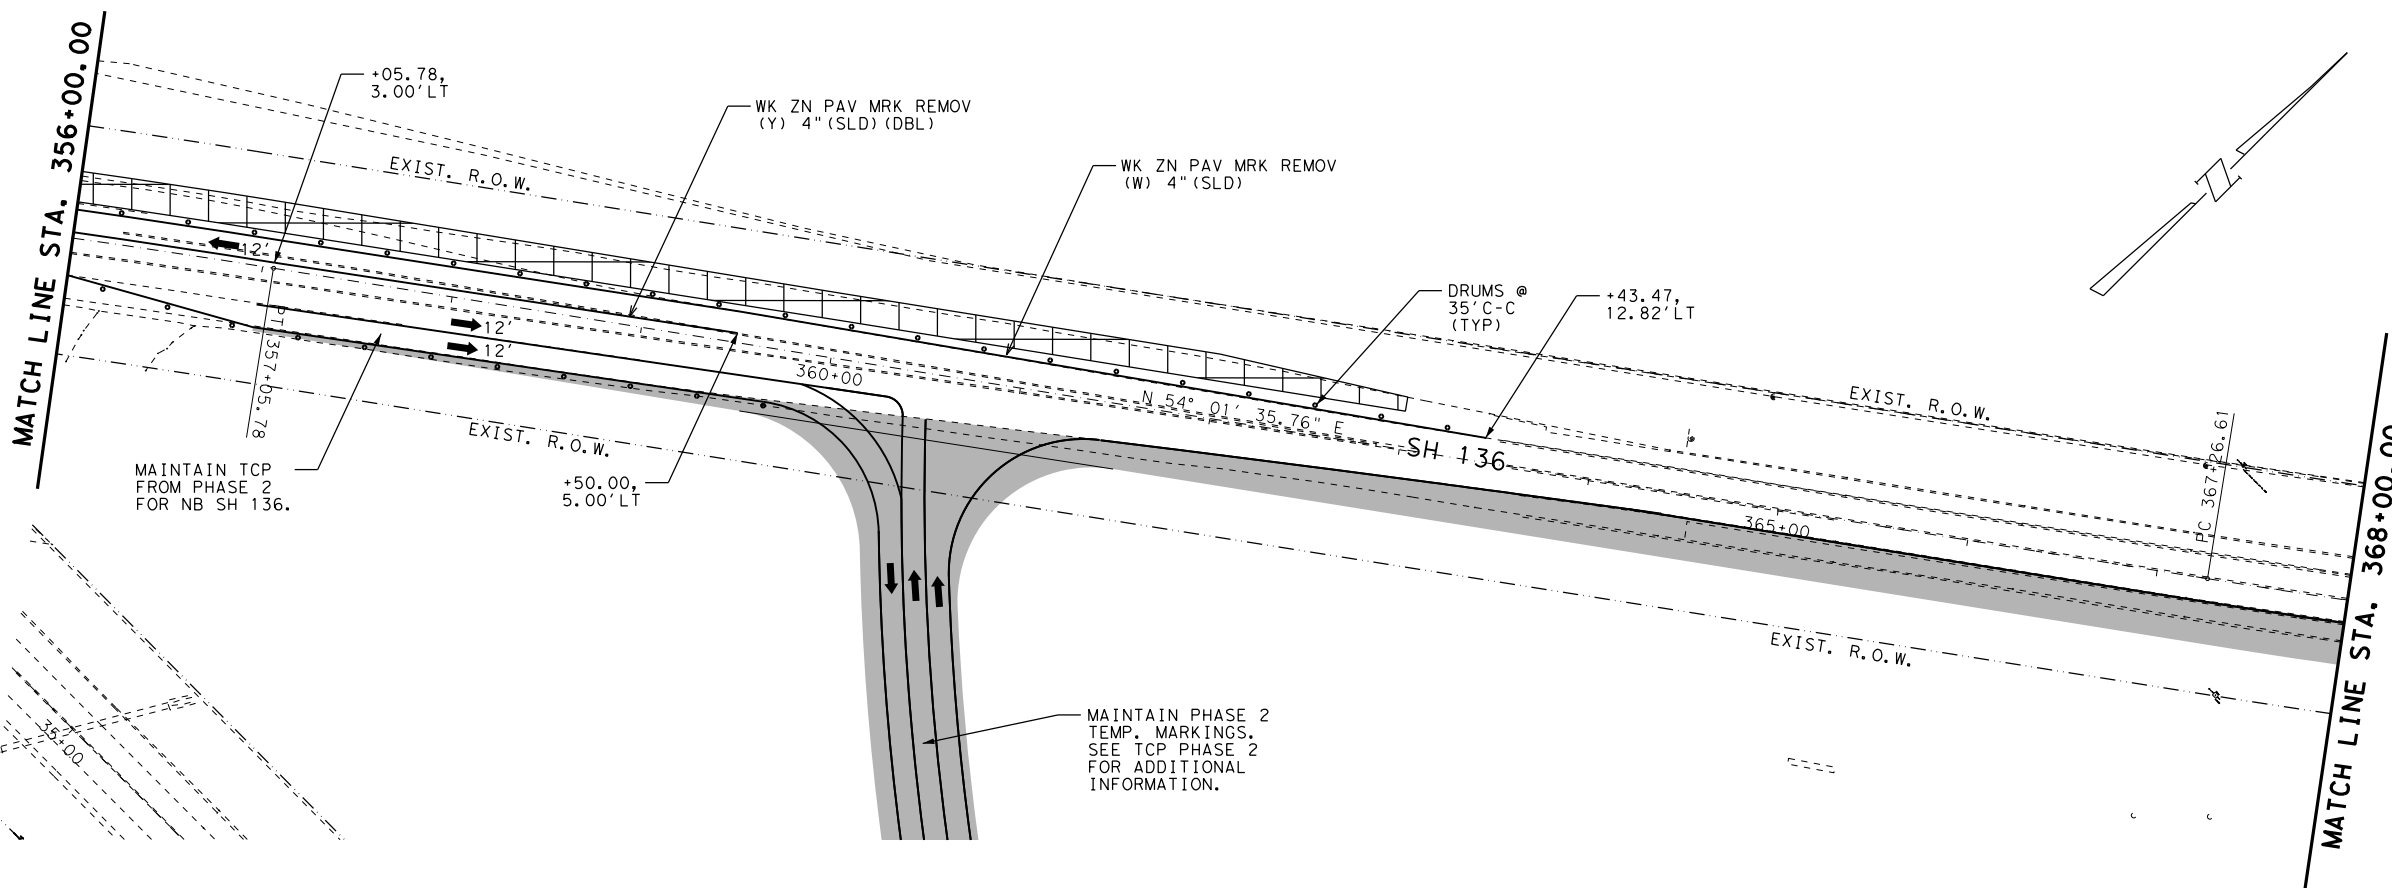 MATCH LINE STA. 356+00.00
+05.78,
3.00'LT
WK ZN PAV MRK REMOV
(Y) 4"(SLD)(DBL)
EXIST. R.O.W.
WK ZN PAV MRK REMOV
(W) 4"(SLD)
12'
12'
12'
PT 357+05.78
DRUMS @
35'C-C
(TYP)
+43.47,
12.82'LT
360+00
N 54° 01' 35.76" E
SH 136
EXIST. R.O.W.
EXIST. R.O.W.
MAINTAIN TCP
FROM PHASE 2
FOR NB SH 136.
+50.00,
5.00'LT
365+00
PC 367+26.61
EXIST. R.O.W.
MAINTAIN PHASE 2
TEMP. MARKINGS.
SEE TCP PHASE 2
FOR ADDITIONAL
INFORMATION.
35+00
MATCH LINE STA. 368+00.00